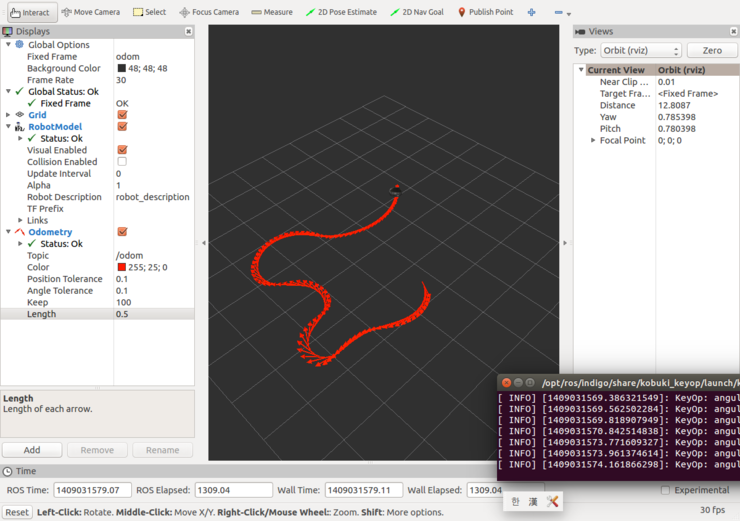 Interact Move Camera Select Focus Camera Measure 2D Pose Estimate 2D Nav Goal Publish Point
Displays
Global Options
Fixed Frame odom
Background Color 48; 48; 48
Frame Rate 30
Global Status: Ok
Fixed Frame OK
Grid
RobotModel
Status: Ok
Visual Enabled
Collision Enabled
Update Interval 0
Alpha 1
Robot Description robot_description
TF Prefix
Links
Odometry
Status: Ok
Topic /odom
Color 255; 25; 0
Position Tolerance 0.1
Angle Tolerance 0.1
Keep 100
Length 0.5
Length
Length of each arrow.
Add Remove Rename
Views
Type: Orbit (rviz) Zero
Current View Orbit (rviz)
Near Clip ... 0.01
Target Fra... <Fixed Frame>
Distance 12.8087
Yaw 0.785398
Pitch 0.780398
Focal Point 0; 0; 0
/opt/ros/indigo/share/kobuki_keyop/launch/k
[ INFO] [1409031569.386321549]: KeyOp: angul
[ INFO] [1409031569.562502284]: KeyOp: angul
[ INFO] [1409031569.818907949]: KeyOp: angul
[ INFO] [1409031570.842514838]: KeyOp: angul
[ INFO] [1409031573.771609327]: KeyOp: angul
[ INFO] [1409031573.961374614]: KeyOp: angul
[ INFO] [1409031574.161866298]: KeyOp: angul
Time
ROS Time: 1409031579.07 ROS Elapsed: 1309.04 Wall Time: 1409031579.11 Wall Elapsed: 1309.04 Experimental
한 漢
Reset Left-Click: Rotate. Middle-Click: Move X/Y. Right-Click/Mouse Wheel:: Zoom. Shift: More options. 30 fps